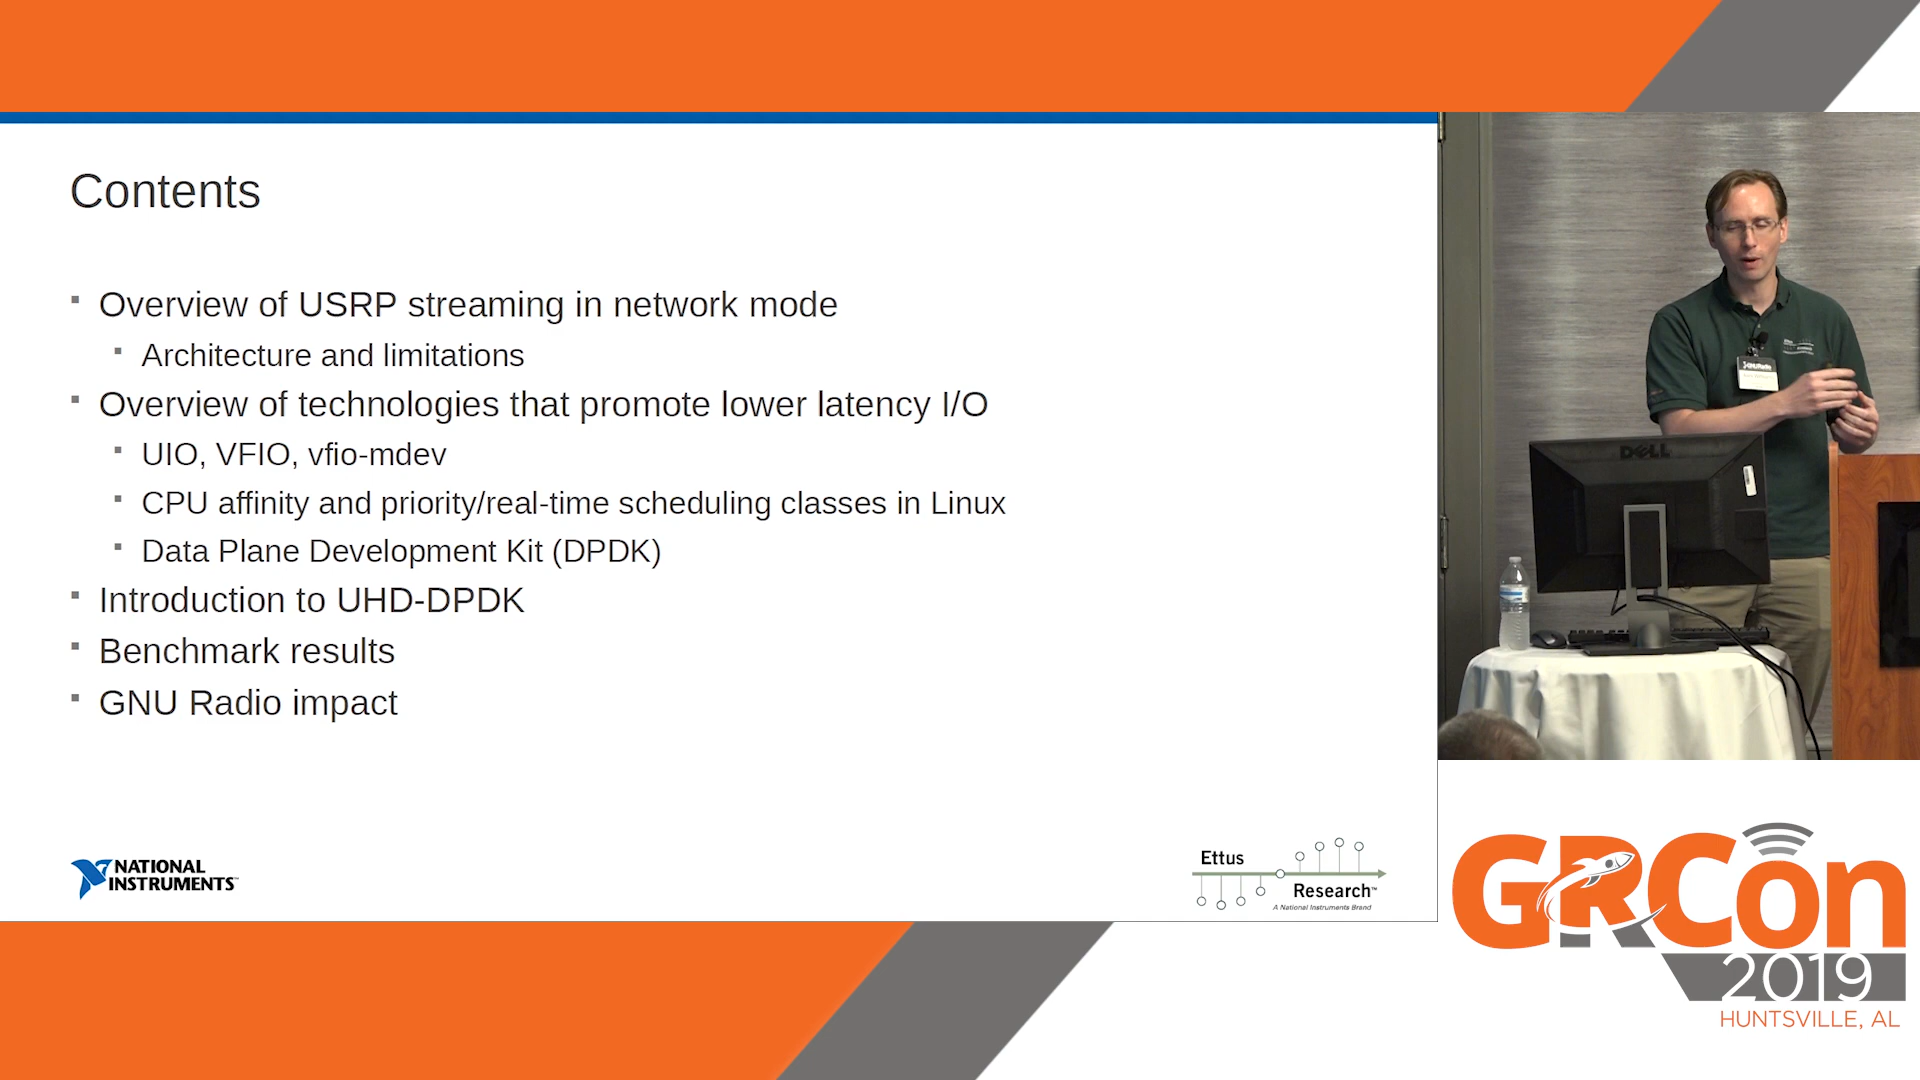 Contents
Overview of USRP streaming in network mode
Architecture and limitations
Overview of technologies that promote lower latency I/O
UIO, VFIO, vfio-mdev
CPU affinity and priority/real-time scheduling classes in Linux
Data Plane Development Kit (DPDK)
Introduction to UHD-DPDK
Benchmark results
GNU Radio impact
NATIONAL
INSTRUMENTS™
Ettus
Research™
A National Instruments Brand
DELL
GRCon
2019
HUNTSVILLE, AL